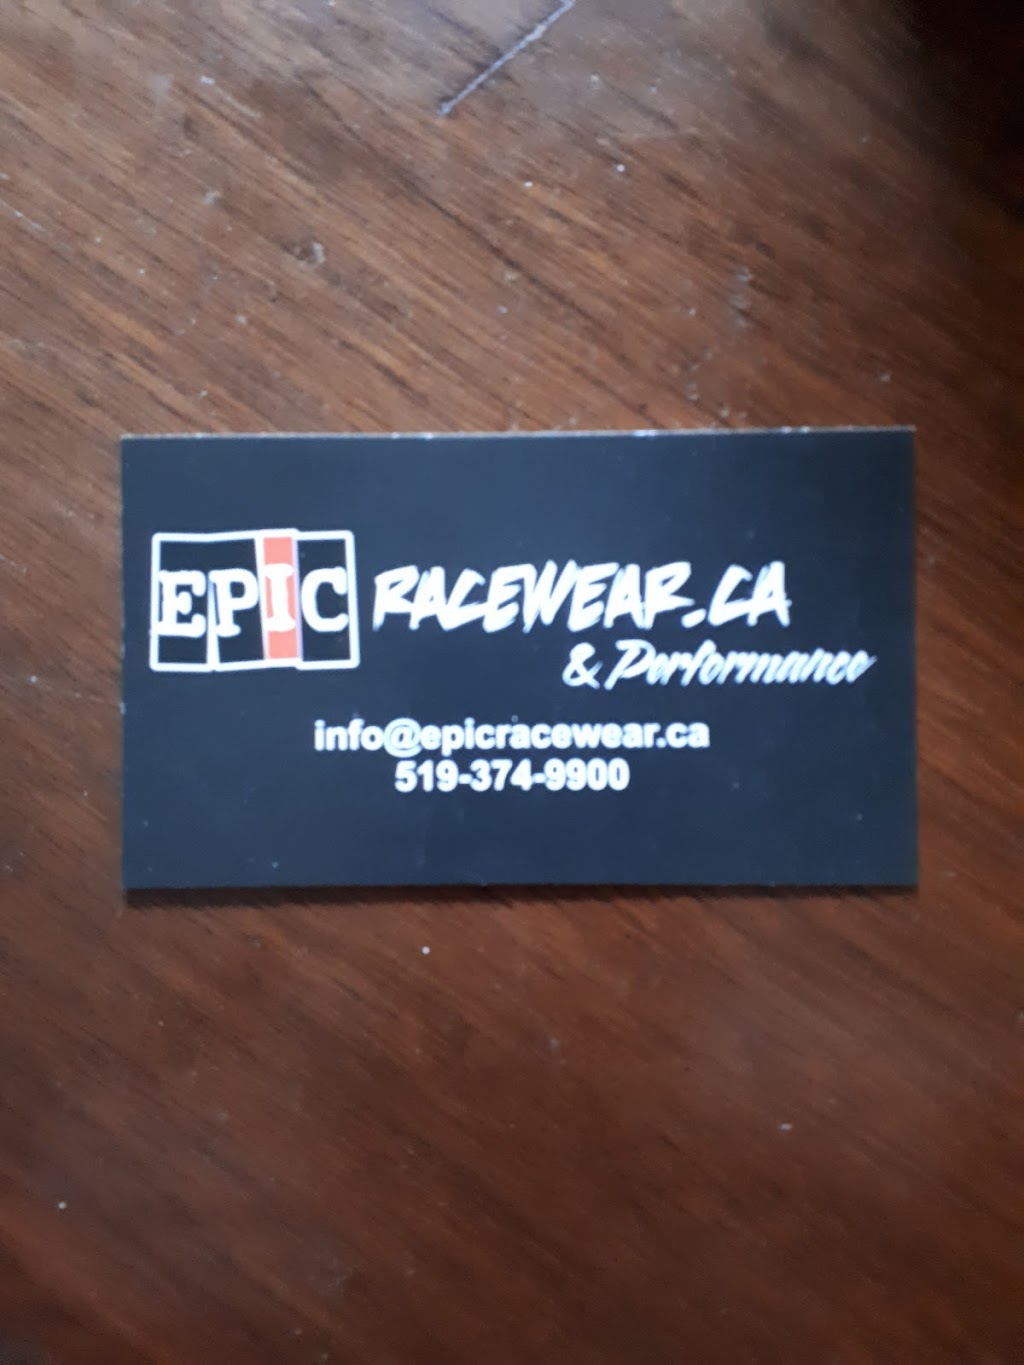 EPIC RACEWEAR.CA
& Performance
info@epicracewear.ca
519-374-9900